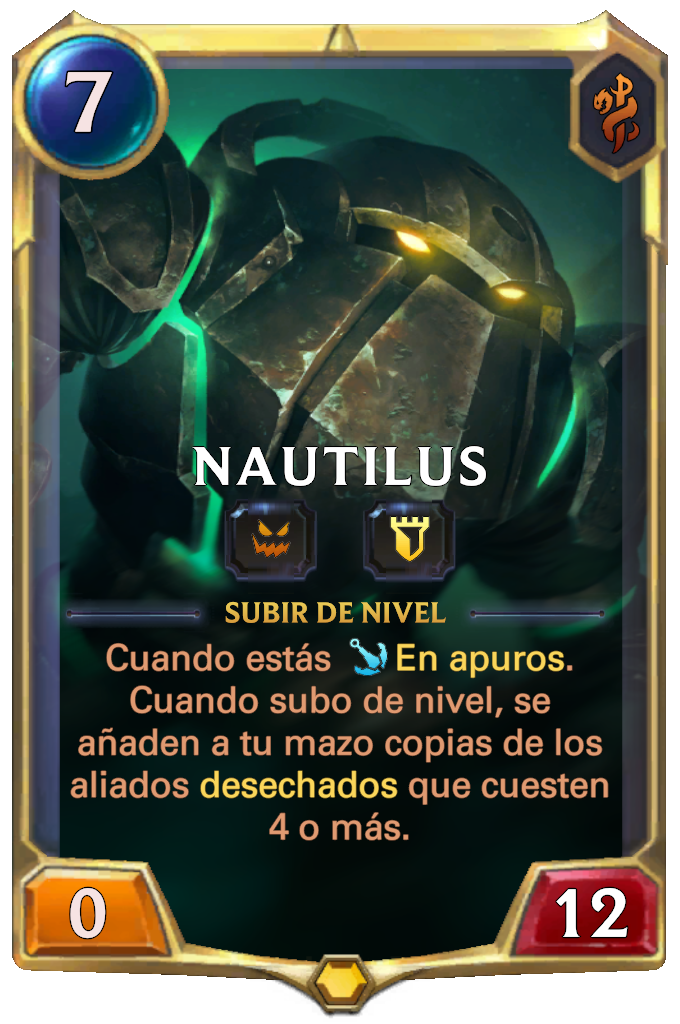 7
NAUTILUS
SUBIR DE NIVEL
Cuando estás En apuros.
Cuando subo de nivel, se
añaden a tu mazo copias de los
aliados desechados que cuesten
4 o más.
0
12